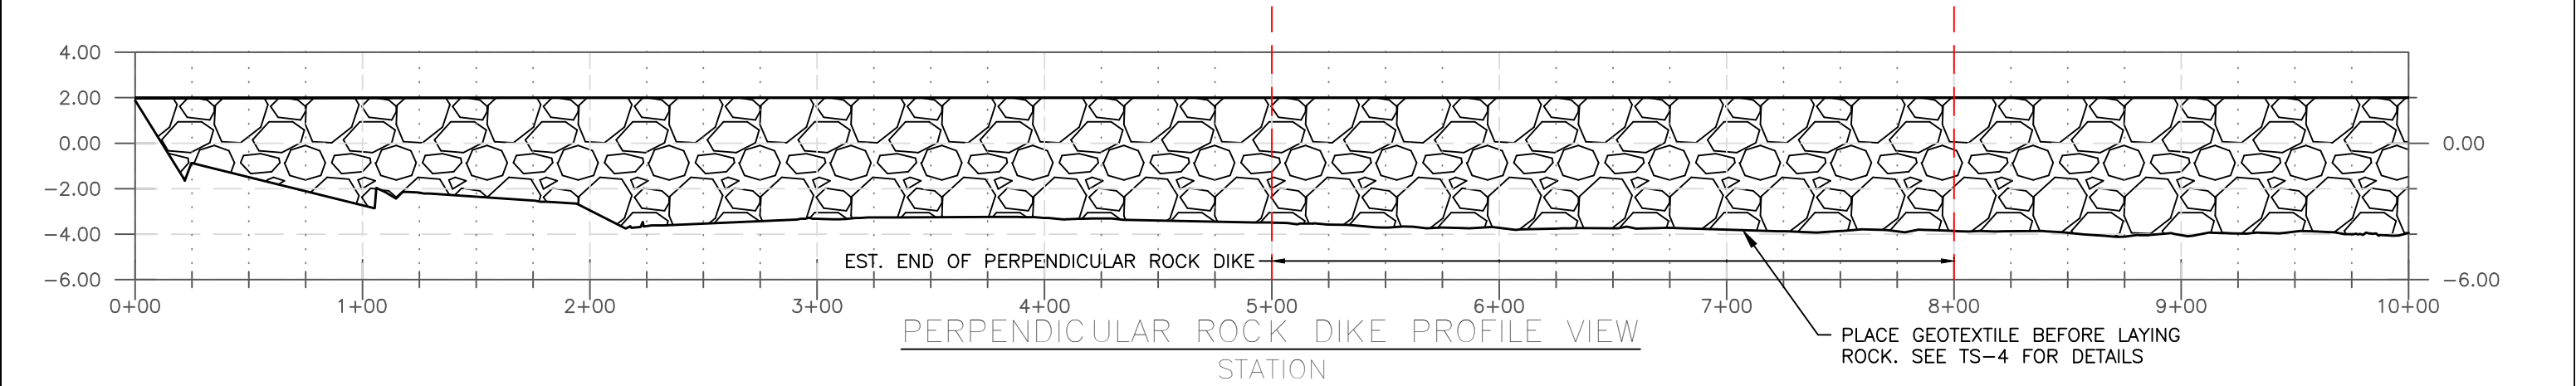 4.00
2.00
0.00
-2.00
-4.00
-6.00
0.00
-6.00
EST. END OF PERPENDICULAR ROCK DIKE
0+00 1+00 2+00 3+00 4+00 5+00 6+00 7+00 8+00 9+00 10+00
PERPENDICULAR ROCK DIKE PROFILE VIEW
STATION
PLACE GEOTEXTILE BEFORE LAYING
ROCK. SEE TS-4 FOR DETAILS